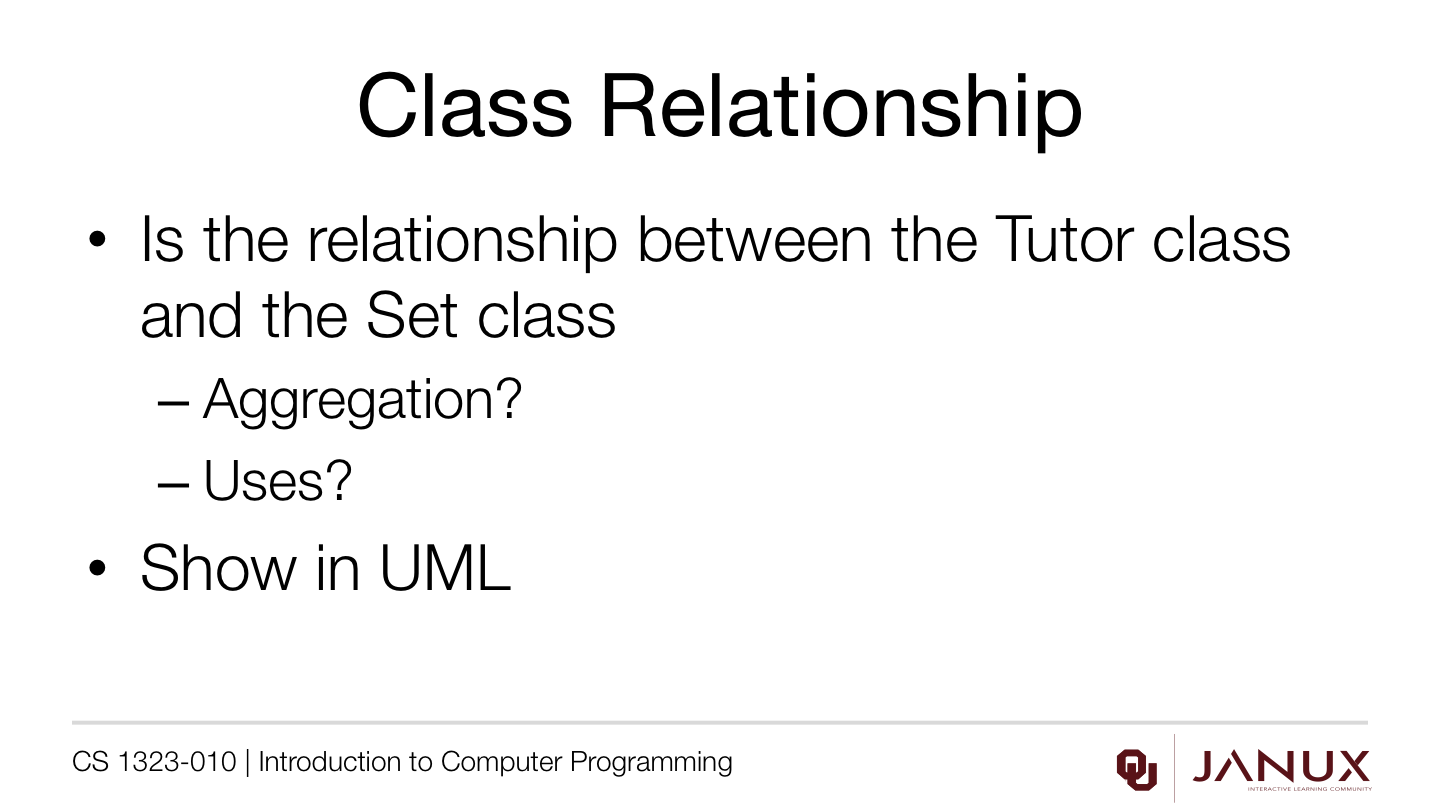 Class Relationship
• Is the relationship between the Tutor class
and the Set class
– Aggregation?
– Uses?
• Show in UML
CS 1323-010 | Introduction to Computer Programming
OU
JANUX
INTERACTIVE LEARNING COMMUNITY